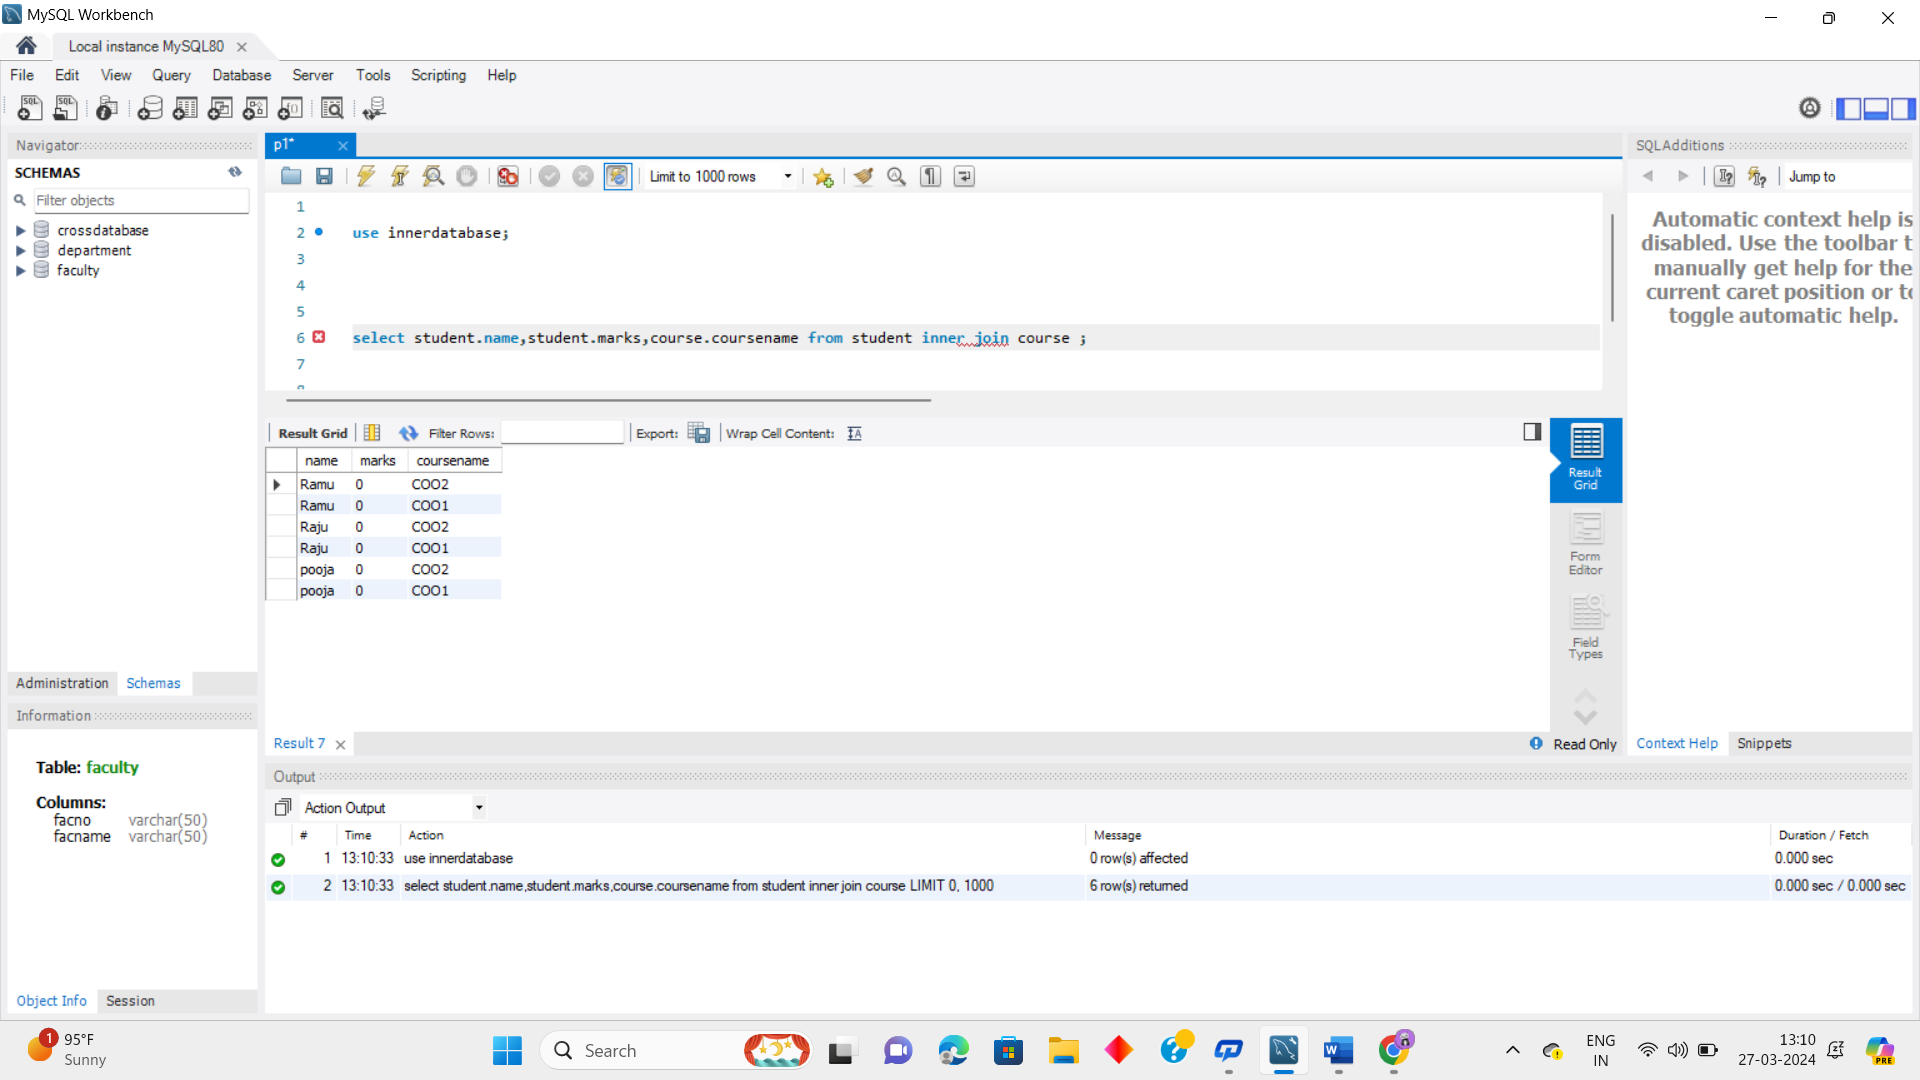 MySQL Workbench
Local instance MySQL80
File Edit View Query Database Server Tools Scripting Help
Navigator
SCHEMAS
Filter objects
crossdatabase
department
faculty
Administration Schemas
Information
Table: faculty
Columns:
facno varchar(50)
facname varchar(50)
Object Info Session
p1*
Limit to 1000 rows
1
2 use innerdatabase;
3
4
5
6 select student.name,student.marks,course.coursename from student inner join course ;
7
Result Grid Filter Rows: Export: Wrap Cell Content:
name marks coursename
Ramu 0 COO2
Ramu 0 COO1
Raju 0 COO2
Raju 0 COO1
pooja 0 COO2
pooja 0 COO1
Result
Grid
Form
Editor
Field
Types
Result 7 Read Only
Output
Action Output
# Time Action Message Duration / Fetch
1 13:10:33 use innerdatabase 0 row(s) affected 0.000 sec
2 13:10:33 select student.name,student.marks,course.coursename from student inner join course LIMIT 0, 1000 6 row(s) returned 0.000 sec / 0.000 sec
SQLAdditions
Jump to
Automatic context help is
disabled. Use the toolbar t
manually get help for the
current caret position or to
toggle automatic help.
Context Help Snippets
1
95°F
Sunny
Search
ENG
IN
13:10
27-03-2024
PRE